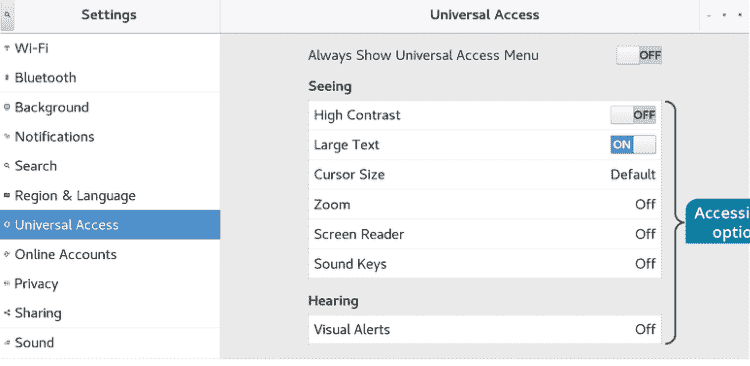 Settings
Universal Access
Wi-Fi
Bluetooth
Background
Notifications
Search
Region & Language
Universal Access
Online Accounts
Privacy
Sharing
Sound
Always Show Universal Access Menu OFF
Seeing
High Contrast OFF
Large Text ON
Cursor Size Default
Zoom Off
Screen Reader Off
Sound Keys Off
Hearing
Visual Alerts Off